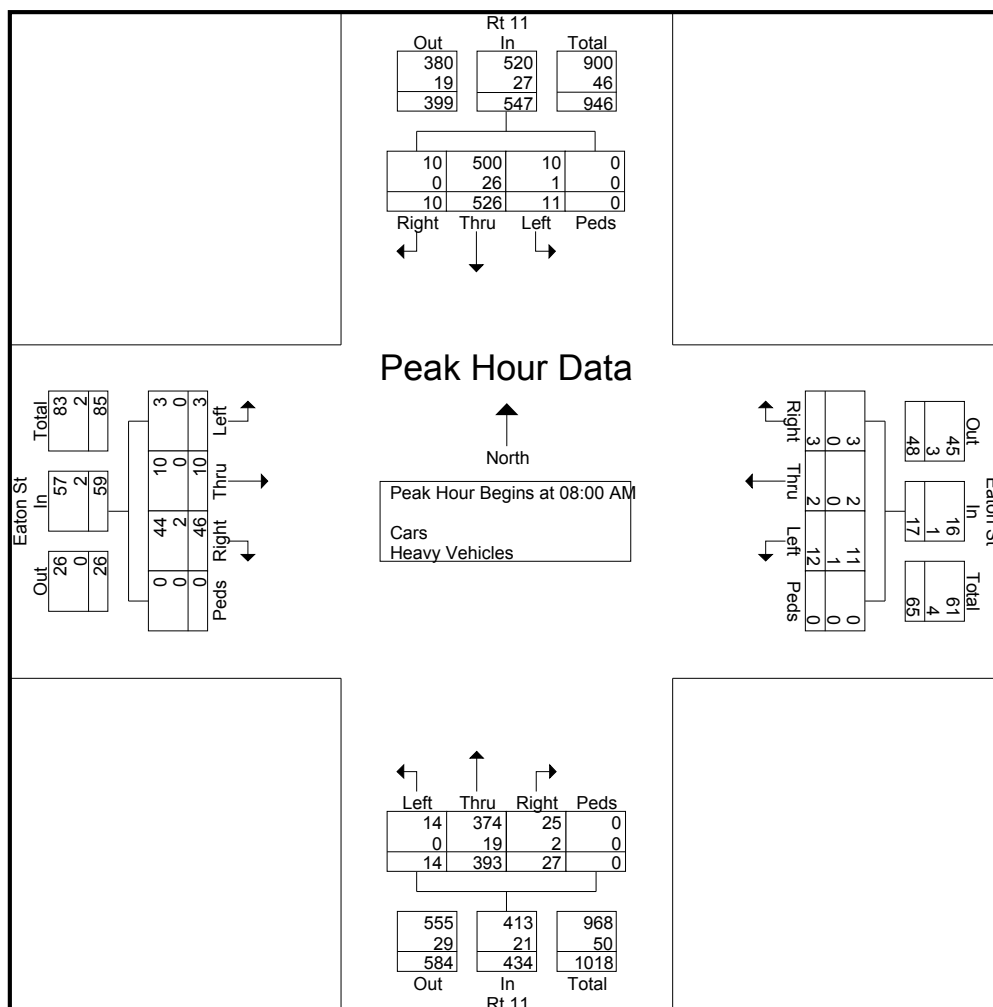 Rt 11
Out In Total
380 520 900
19 27 46
399 547 946
10 500 10 0
0 26 1 0
10 526 11 0
Right Thru Left Peds
Peak Hour Data
North
Peak Hour Begins at 08:00 AM
Cars
Heavy Vehicles
Eaton St
Total In Out
83 57 26
2 2 0
85 59 26
3 10 44 0
0 0 2 0
3 10 46 0
Left Thru Right Peds
Right Thru Left Peds
3 2 11 0
0 0 1 0
3 2 12 0
Out In Total
45 16 61
3 1 4
48 17 65
Eaton St
Left Thru Right Peds
14 374 25 0
0 19 2 0
14 393 27 0
555 413 968
29 21 50
584 434 1018
Out In Total
Rt 11